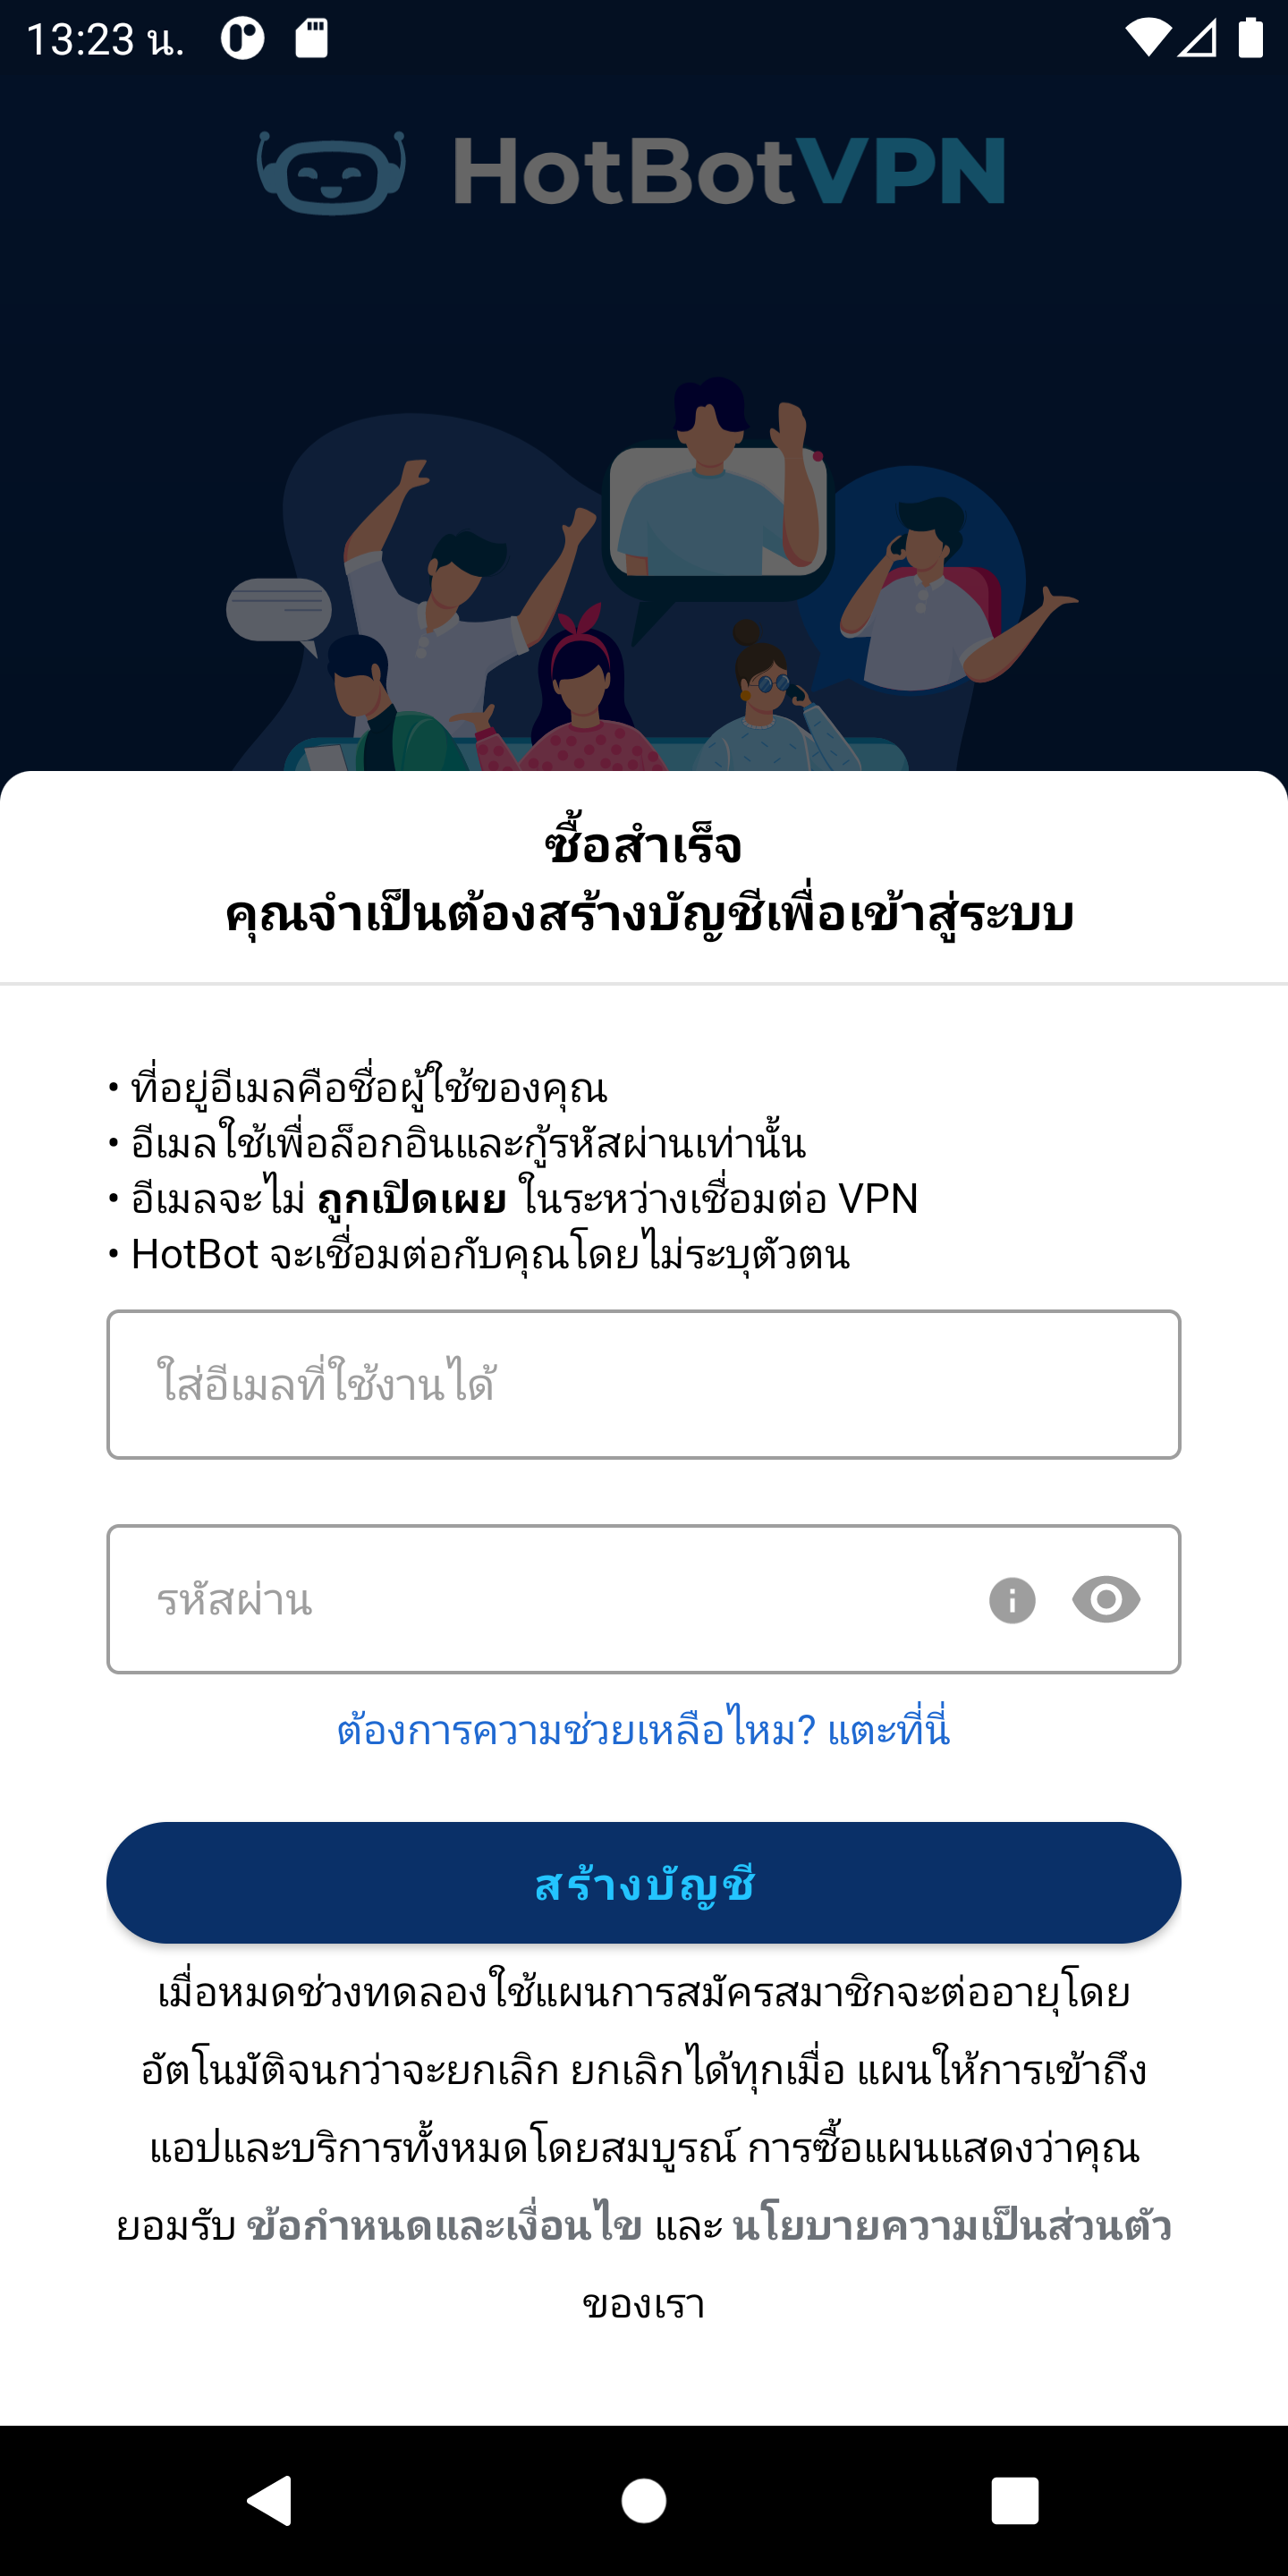 13:23 น.
HotBotVPN
ซื้อสำเร็จ
คุณจำเป็นต้องสร้างบัญชีเพื่อเข้าสู่ระบบ
• ที่อยู่อีเมลคือชื่อผู้ใช้ของคุณ
• อีเมลใช้เพื่อล็อกอินและกู้รหัสผ่านเท่านั้น
• อีเมลจะไม่ ถูกเปิดเผย ในระหว่างเชื่อมต่อ VPN
• HotBot จะเชื่อมต่อกับคุณโดยไม่ระบุตัวตน
ใส่อีเมลที่ใช้งานได้
รหัสผ่าน
ต้องการความช่วยเหลือไหม? แตะที่นี่
สร้างบัญชี
เมื่อหมดช่วงทดลองใช้แผนการสมัครสมาชิกจะต่ออายุโดย
อัตโนมัติจนกว่าจะยกเลิก ยกเลิกได้ทุกเมื่อ แผนให้การเข้าถึง
แอปและบริการทั้งหมดโดยสมบูรณ์ การซื้อแผนแสดงว่าคุณ
ยอมรับ ข้อกำหนดและเงื่อนไข และ นโยบายความเป็นส่วนตัว
ของเรา